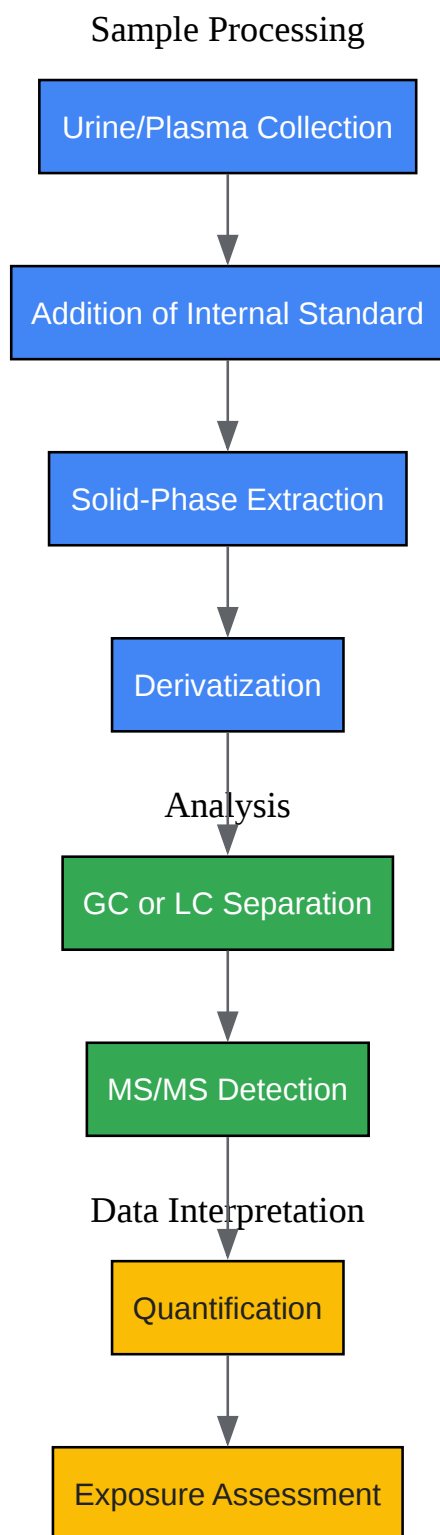 Sample Processing
Urine/Plasma Collection
Addition of Internal Standard
Solid-Phase Extraction
Derivatization
Analysis
GC or LC Separation
MS/MS Detection
Data Interpretation
Quantification
Exposure Assessment